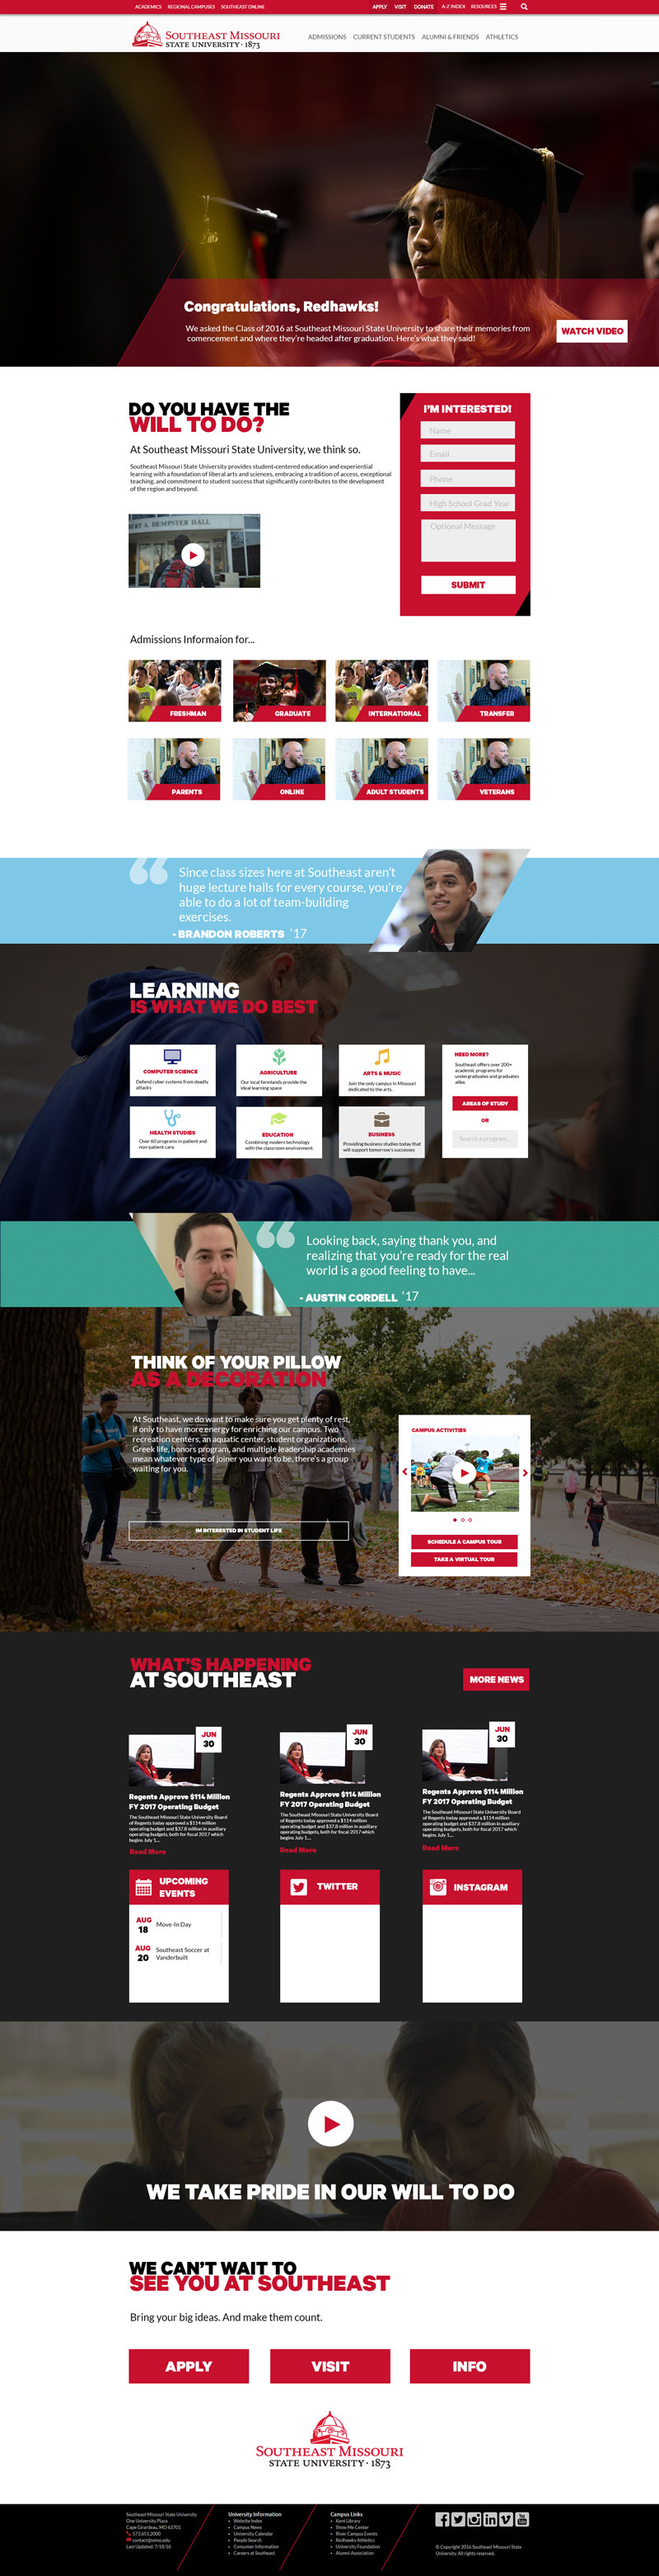 ACADEMICS REGIONAL CAMPUSES SOUTHEAST ONLINE APPLY VISIT DONATE A-Z INDEX RESOURCES
SOUTHEAST MISSOURI
STATE UNIVERSITY · 1873
ADMISSIONS CURRENT STUDENTS ALUMNI & FRIENDS ATHLETICS
Congratulations, Redhawks!
We asked the Class of 2016 at Southeast Missouri State University to share their memories from
comencement and where they're headed after graduation. Here's what they said!
WATCH VIDEO
DO YOU HAVE THE
WILL TO DO?
At Southeast Missouri State University, we think so.
Southeast Missouri State University provides student-centered education and experiential
learning with a foundation of liberal arts and sciences, embracing a tradition of access, exceptional
teaching, and commitment to student success that significantly contributes to the development
of the region and beyond.
ERT A. DEMPSTER HALL
I'M INTERESTED!
Name
Email
Phone
High School Grad Year
Optional Message
SUBMIT
Admissions Informaion for...
FRESHMAN
GRADUATE
INTERNATIONAL
TRANSFER
PARENTS
ONLINE
ADULT STUDENTS
VETERANS
Since class sizes here at Southeast aren't
huge lecture halls for every course, you're
able to do a lot of team-building
exercises.
- BRANDON ROBERTS '17
LEARNING
IS WHAT WE DO BEST
COMPUTER SCIENCE
Defend cyber systems from deadly
attacks
AGRICULTURE
Our local farmlands provide the
ideal learning space
ARTS & MUSIC
Join the only campus in Missouri
dedicated to the arts.
HEALTH STUDIES
Over 60 programs in patient and
non-patient care.
EDUCATION
Combining modern technology
with the classroom environment.
BUSINESS
Providing business studies today that
will support tomorrow's successes
NEED MORE?
Southeast offers over 200+
academic programs for
undergraduates and graduates
alike.
AREAS OF STUDY
OR
Search a program...
Looking back, saying thank you, and
realizing that you're ready for the real
world is a good feeling to have...
- AUSTIN CORDELL '17
THINK OF YOUR PILLOW
AS A DECORATION
At Southeast, we do want to make sure you get plenty of rest,
if only to have more energy for enriching our campus. Two
recreation centers, an aquatic center, student organizations,
Greek life, honors program, and multiple leadership academies
mean whatever type of joiner you want to be, there's a group
waiting for you.
IM INTERESTED IN STUDENT LIFE
CAMPUS ACTIVITIES
SCHEDULE A CAMPUS TOUR
TAKE A VIRTUAL TOUR
WHAT'S HAPPENING
AT SOUTHEAST
MORE NEWS
JUN
30
Regents Approve $114 Million
FY 2017 Operating Budget
The Southeast Missouri State University Board
of Regents today approved a $114 million
operating budget and $37.8 million in auxiliary
operating budgets, both for fiscal 2017 which
begins July 1....
Read More
JUN
30
Regents Approve $114 Million
FY 2017 Operating Budget
The Southeast Missouri State University Board
of Regents today approved a $114 million
operating budget and $37.8 million in auxiliary
operating budgets, both for fiscal 2017 which
begins July 1....
Read More
JUN
30
Regents Approve $114 Million
FY 2017 Operating Budget
The Southeast Missouri State University Board
of Regents today approved a $114 million
operating budget and $37.8 million in auxiliary
operating budgets, both for fiscal 2017 which
begins July 1....
Read More
UPCOMING
EVENTS
AUG
18
Move-In Day
AUG
20
Southeast Soccer at
Vanderbuilt
TWITTER
INSTAGRAM
WE TAKE PRIDE IN OUR WILL TO DO
WE CAN'T WAIT TO
SEE YOU AT SOUTHEAST
Bring your big ideas. And make them count.
APPLY
VISIT
INFO
SOUTHEAST MISSOURI
STATE UNIVERSITY · 1873
Southeast Missouri State University
One University Plaza
Cape Girardeau, MO 63701
573.651.2000
contact@semo.edu
Last Updated: 7/18/16
University Information
Website Index
Campus News
University Calendar
People Search
Consumer Information
Careers at Southeast
Campus Links
Kent Library
Show Me Center
River Campus Events
Redhawks Athletics
University Foundation
Alumni Association
© Copyright 2016 Southeast Missouri State
University. All rights reserved.